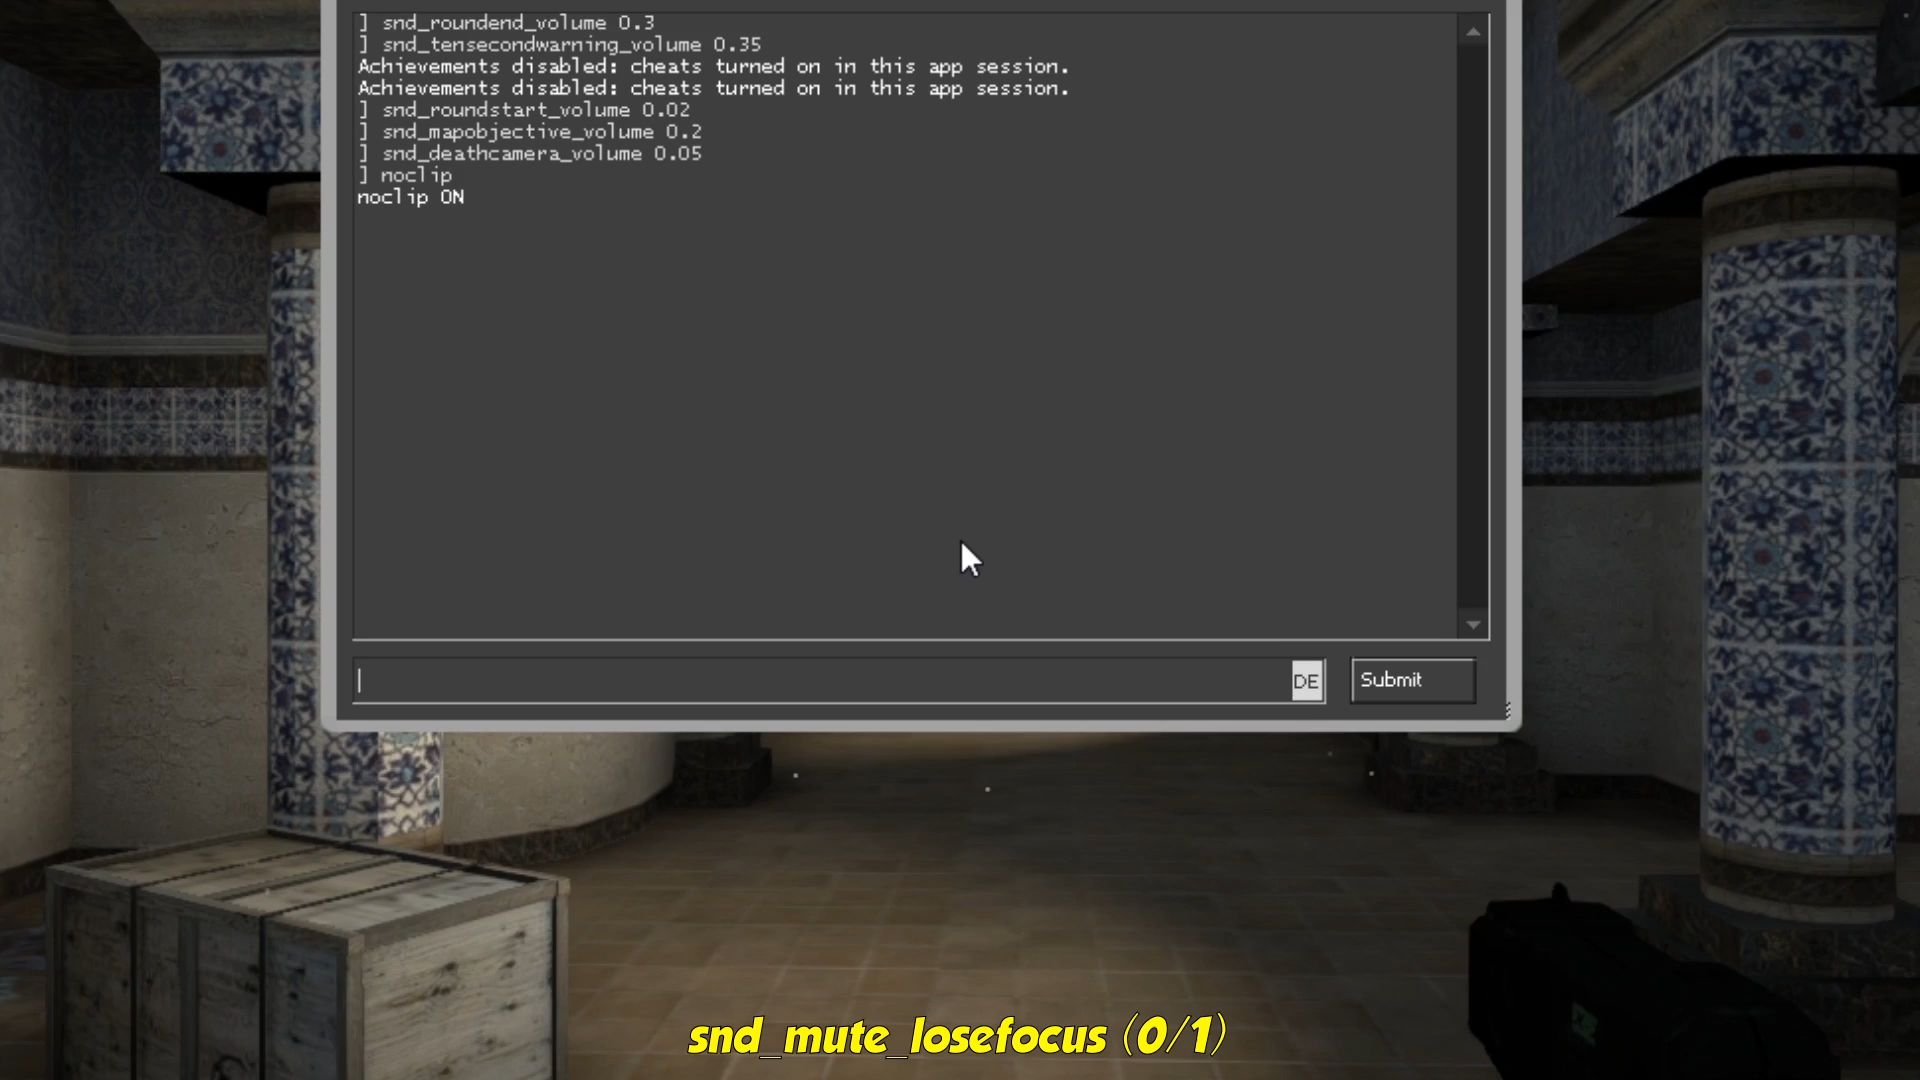 ] snd_roundend_volume 0.3
] snd_tensecondwarning_volume 0.35
Achievements disabled: cheats turned on in this app session.
Achievements disabled: cheats turned on in this app session.
] snd_roundstart_volume 0.02
] snd_mapobjective_volume 0.2
] snd_deathcamera_volume 0.05
] noclip
noclip ON
DE
Submit
snd_mute_losefocus (0/1)